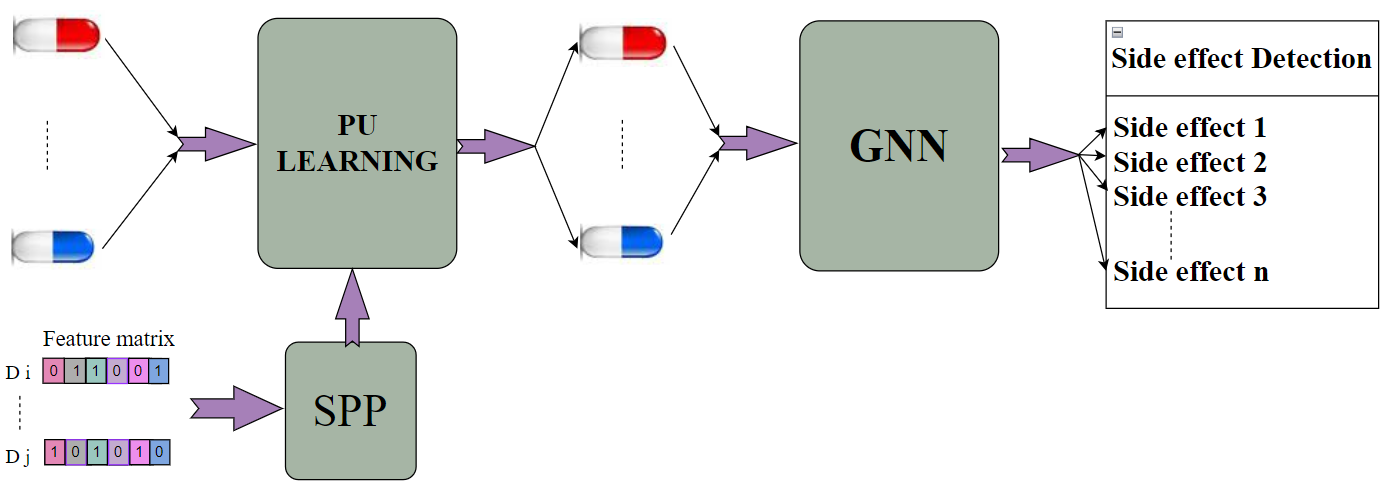 PU
LEARNING
GNN
Side effect Detection
Side effect 1
Side effect 2
Side effect 3
Side effect n
Feature matrix
D i 0 1 1 0 0 1
D j 1 0 1 0 1 0
SPP